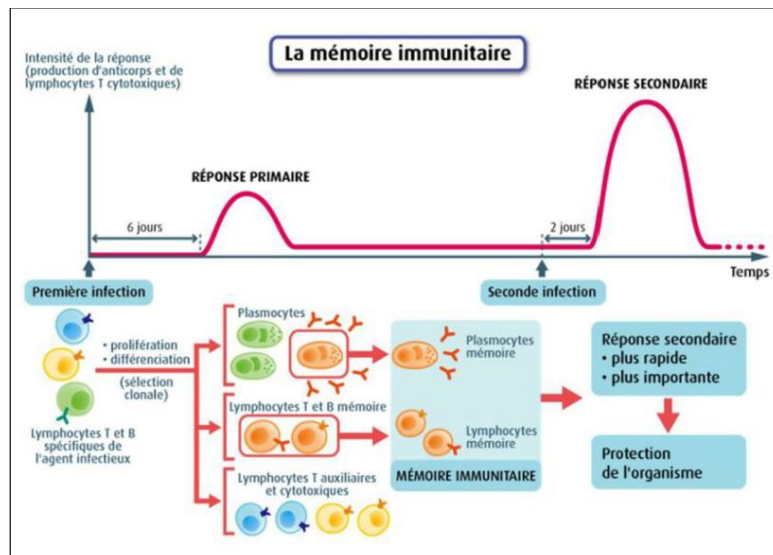 La mémoire immunitaire
Intensité de la réponse
(production d'anticorps et de
lymphocytes T cytotoxiques)
RÉPONSE SECONDAIRE
RÉPONSE PRIMAIRE
6 jours
2 jours
Temps
Première infection
Seconde infection
• prolifération
• différenciation
(sélection
clonale)
Lymphocytes T et B
spécifiques de
l'agent infectieux
Plasmocytes
Lymphocytes T et B mémoire
Lymphocytes T auxiliaires
et cytotoxiques
Plasmocytes
mémoire
Lymphocytes
mémoire
MÉMOIRE IMMUNITAIRE
Réponse secondaire
• plus rapide
• plus importante
Protection
de l'organisme